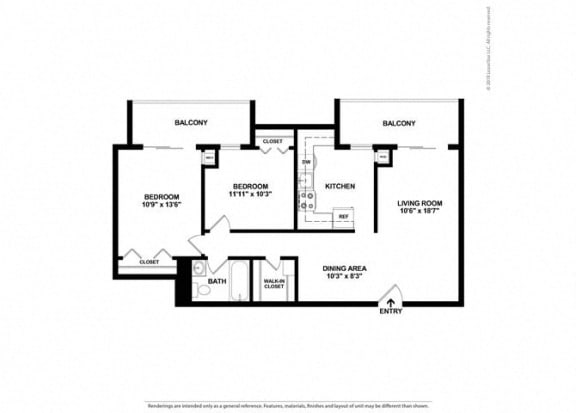 © 2019 LeaseStar LLC. All rights reserved.
BALCONY
BALCONY
CLOSET
DW
BEDROOM
10'9" x 13'6"
BEDROOM
11'11" x 10'3"
KITCHEN
REF
LIVING ROOM
10'6" x 18'7"
CLOSET
BATH
WALK-IN
CLOSET
DINING AREA
10'3" x 8'3"
ENTRY
Renderings are intended only as a general reference. Features, materials, finishes and layout of unit may be different than shown.